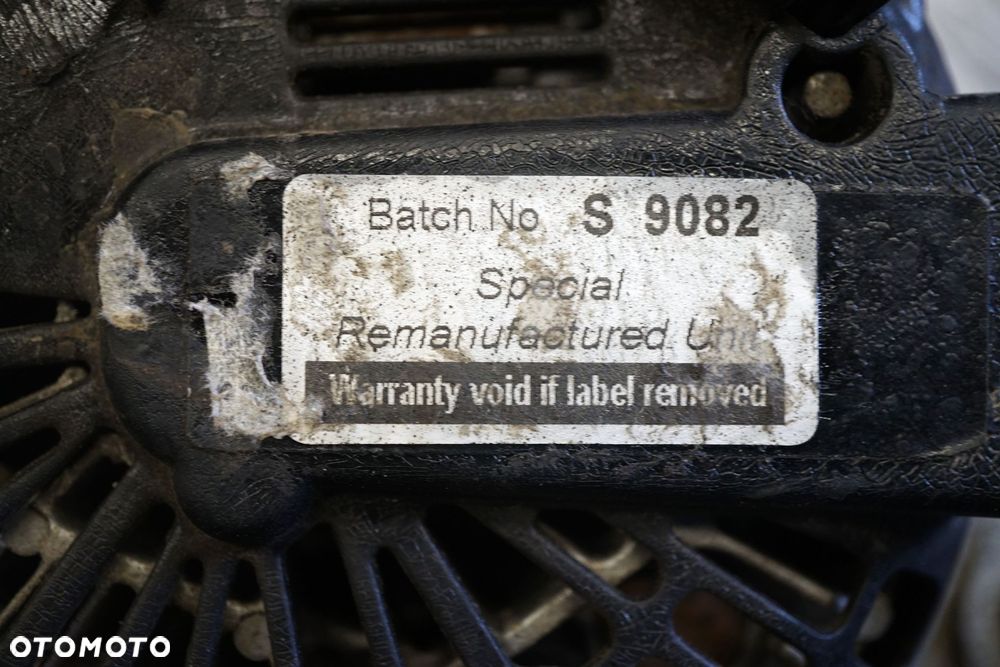 Batch No S 9082
Special
Remanufactured Unit
Warranty void if label removed
OTOMOTO